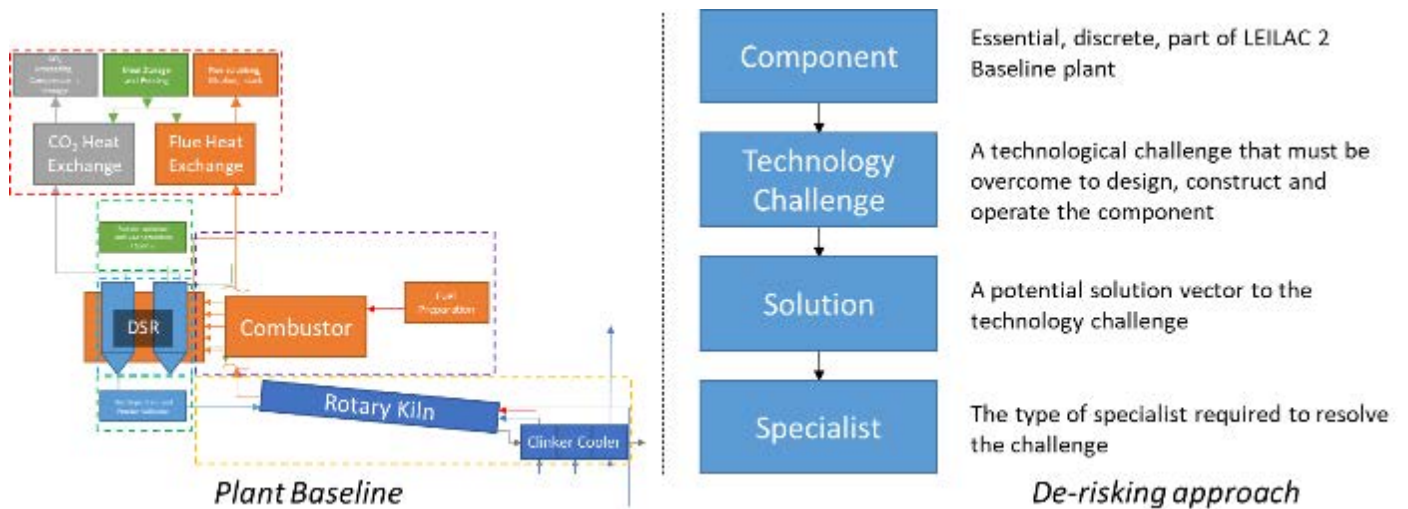 CO₂ Heat
Exchange
Flue Heat
Exchange
DSR
Combustor
Fuel
Preparation
Rotary Kiln
Clinker Cooler
Plant Baseline
Component
Essential, discrete, part of LEILAC 2
Baseline plant
Technology
Challenge
A technological challenge that must be
overcome to design, construct and
operate the component
Solution
A potential solution vector to the
technology challenge
Specialist
The type of specialist required to resolve
the challenge
De-risking approach